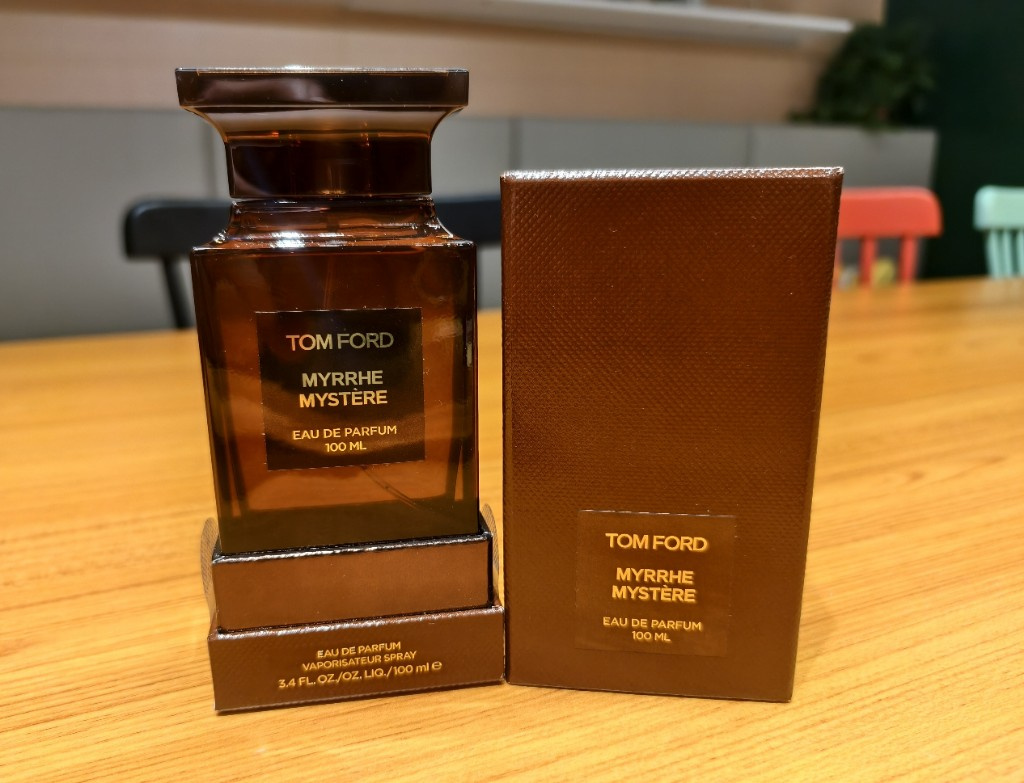 TOM FORD
MYRRHE
MYSTÈRE
EAU DE PARFUM
100 ML
EAU DE PARFUM
VAPORISATEUR SPRAY
3.4 FL. OZ./OZ. LIQ./100 ml ℮
TOM FORD
MYRRHE
MYSTÈRE
EAU DE PARFUM
100 ML